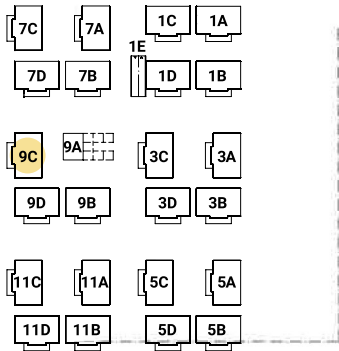 7C 7A 1C 1A
1E
7D 7B 1D 1B
9C 9A 3C 3A
9D 9B 3D 3B
11C 11A 5C 5A
11D 11B 5D 5B